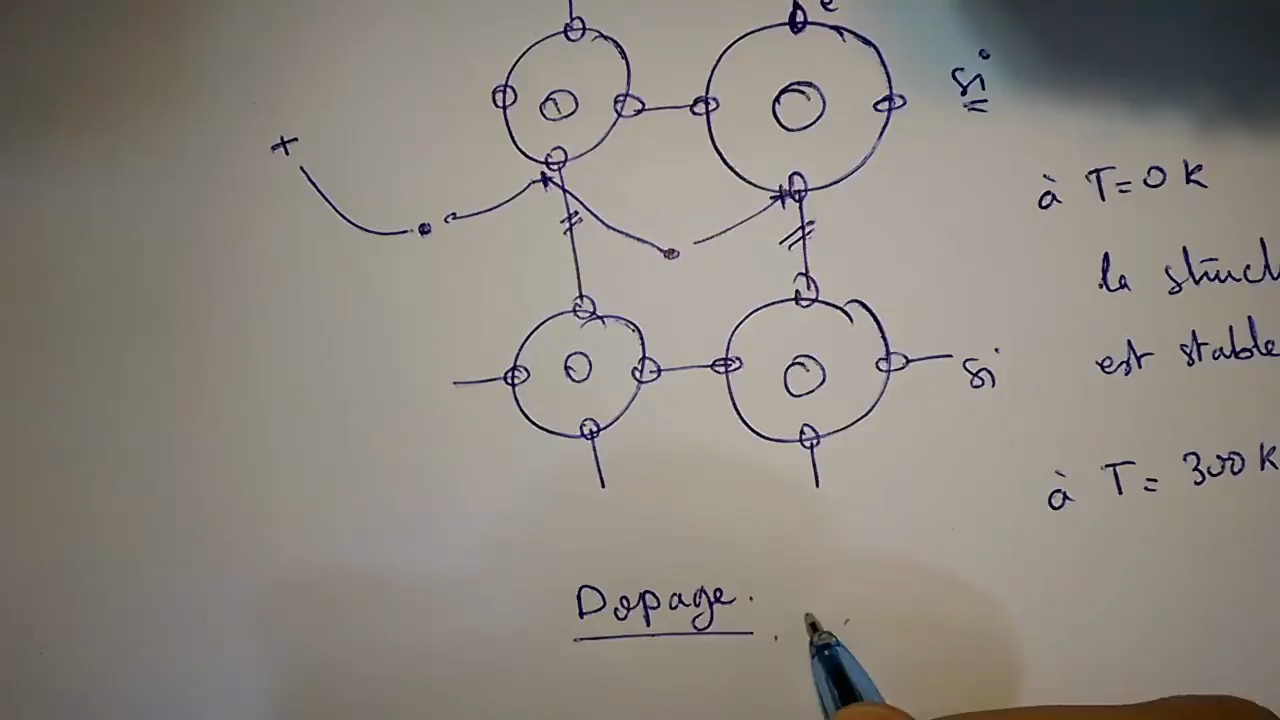 e
Si
+
à T=0 K
la struct
est stable
Si
à T= 300 K
Dopage.